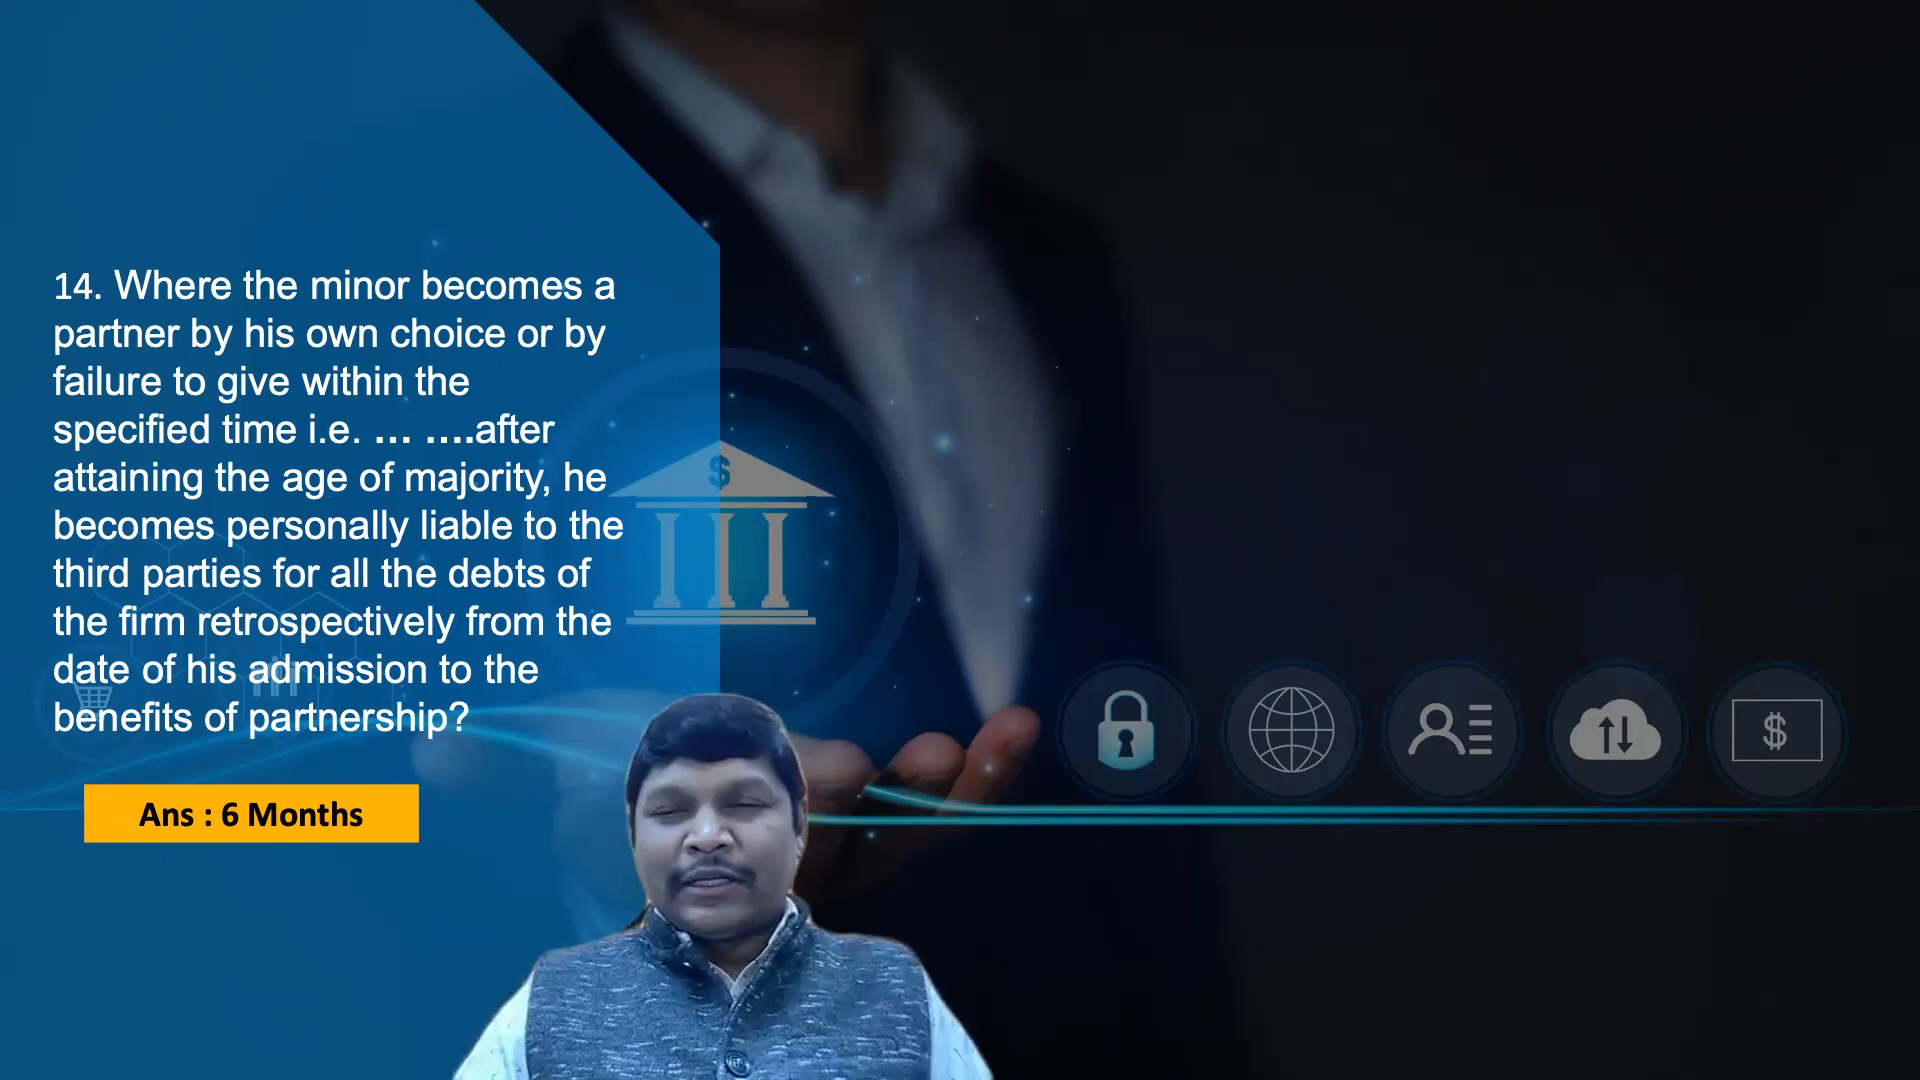 14. Where the minor becomes a
partner by his own choice or by
failure to give within the
specified time i.e. ... ....after
attaining the age of majority, he
becomes personally liable to the
third parties for all the debts of
the firm retrospectively from the
date of his admission to the
benefits of partnership?
Ans : 6 Months
$
$